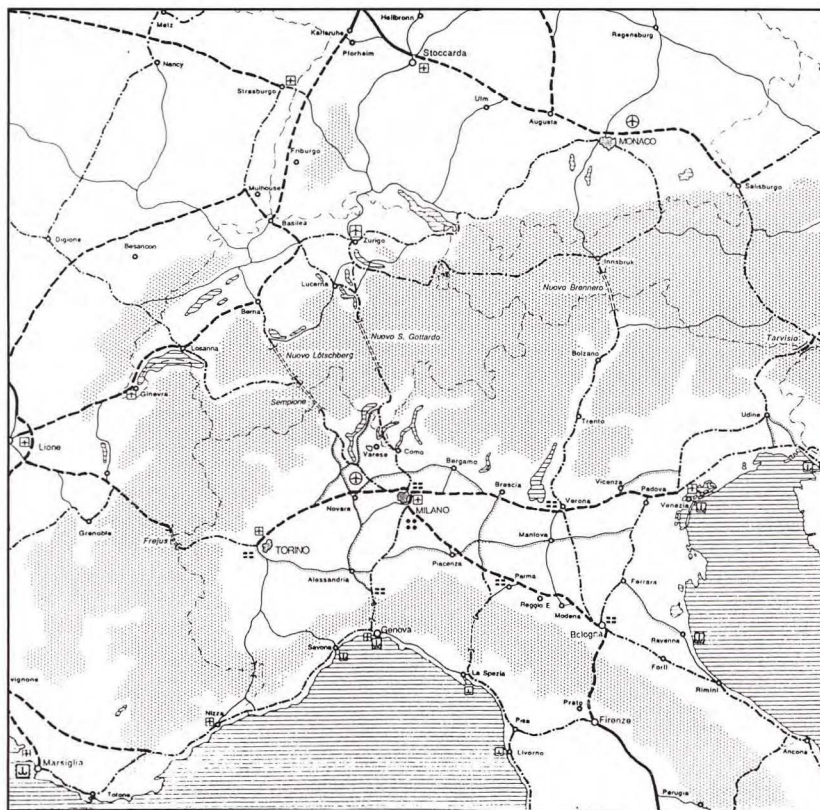 Metz
Karlsruhe
Heilbronn
Pforheim
Stoccarda
Regensburg
Nancy
Strasburgo
Ulm
Augusta
MONACO
Friburgo
Mulhouse
Salisburgo
Basilea
Digione
Besancon
Zurigo
Innsbruk
Lucerna
Nuovo Brennero
Berna
Nuovo S. Gottardo
Tarvisio
Losanna
Nuovo Lötschberg
Bolzano
Ginevra
Sempione
Trento
Udine
Lione
Varese
Como
Bergamo
Brescia
Vicenza
Padova
Verona
Venezia
Novara
MILANO
Grenoble
Frejus
TORINO
Mantova
Piacenza
Alessandria
Parma
Ferrara
Reggio E.
Modena
Bologna
Ravenna
Genova
Savona
Forlì
La Spezia
Rimini
vignone
Nizza
Prato
Pisa
Firenze
Livorno
Ancona
Marsiglia
Tolone
Perugia